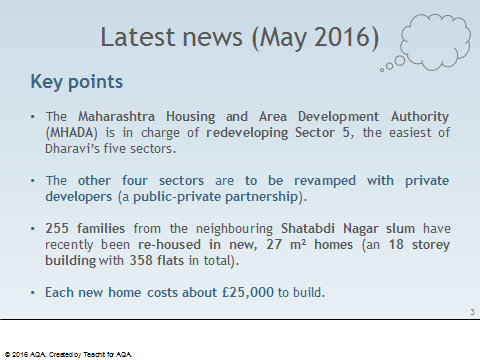 Latest news (May 2016)
Key points
• The Maharashtra Housing and Area Development Authority
(MHADA) is in charge of redeveloping Sector 5, the easiest of
Dharavi's five sectors.
• The other four sectors are to be revamped with private
developers (a public-private partnership).
• 255 families from the neighbouring Shatabdi Nagar slum have
recently been re-housed in new, 27 m² homes (an 18 storey
building with 358 flats in total).
• Each new home costs about £25,000 to build.
3
© 2016 AQA. Created by Teachit for AQA.